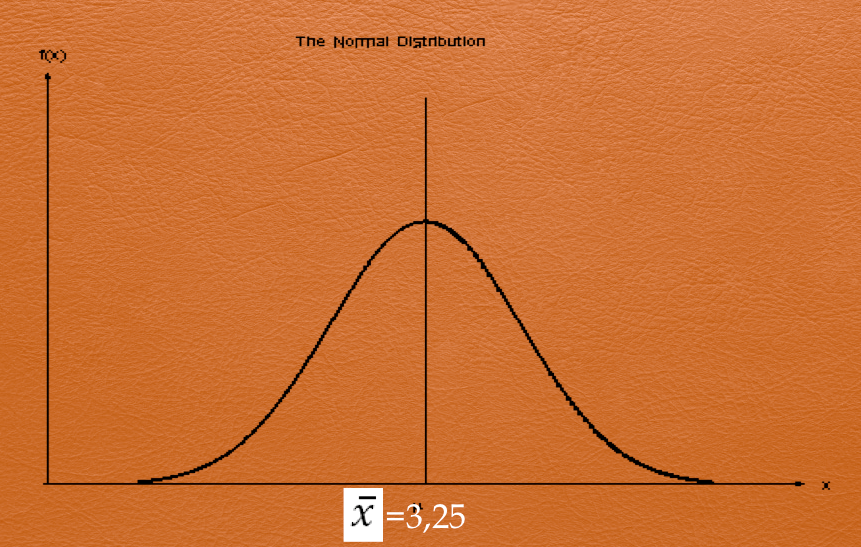 The Normal Distribution
f(x)
x
x̄ =3,25